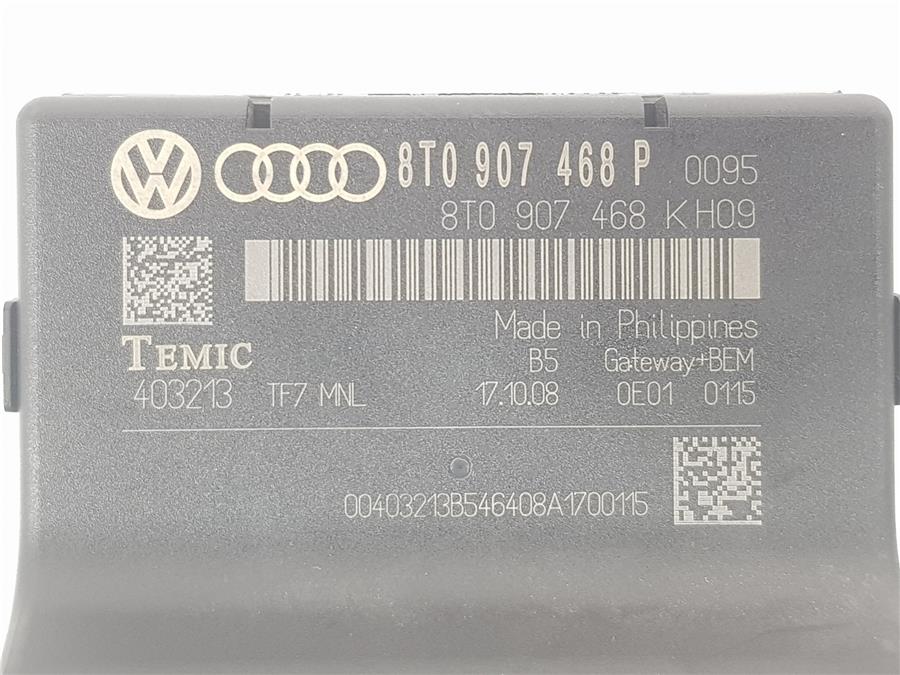 8T0 907 468 P 0095
8T0 907 468 K H09
Made in Philippines
TEMIC B5 Gateway+BEM
403213 TF7 MNL 17.10.08 0E01 0115
00403213B546408A1700115